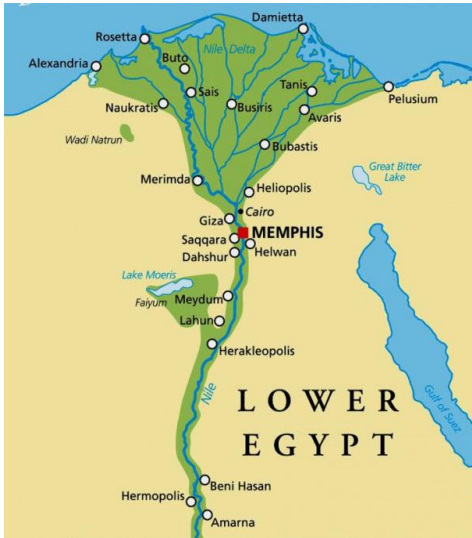 Damietta
Rosetta
Nile Delta
Alexandria
Buto
Sais
Tanis
Pelusium
Naukratis
Busiris
Avaris
Wadi Natrun
Bubastis
Great Bitter
Lake
Merimda
Heliopolis
Cairo
Giza
MEMPHIS
Saqqara
Helwan
Dahshur
Lake Moeris
Faiyum
Meydum
Lahun
Herakleopolis
Nile
LOWER
EGYPT
Gulf of Suez
Beni Hasan
Hermopolis
Amarna